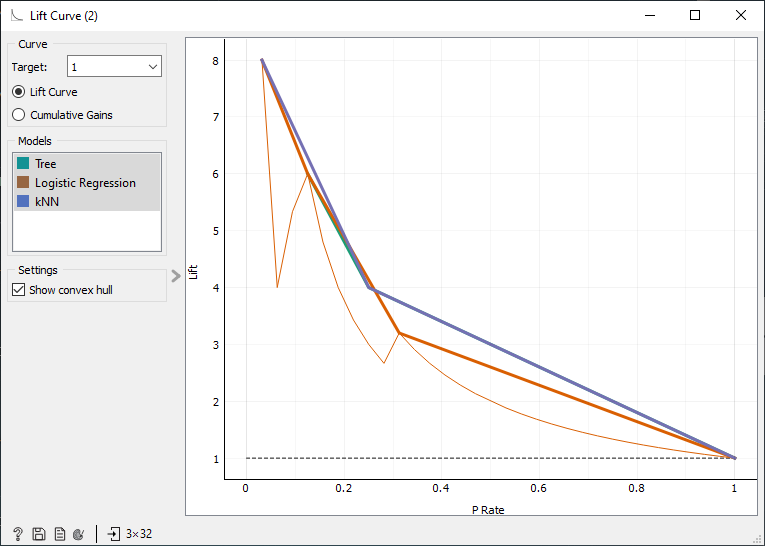 Lift Curve (2)
Curve
Target: 1
Lift Curve
Cumulative Gains
Models
Tree
Logistic Regression
kNN
Settings
Show convex hull
Lift
8
7
6
5
4
3
2
1
0 0.2 0.4 0.6 0.8 1
P Rate
? 3×32